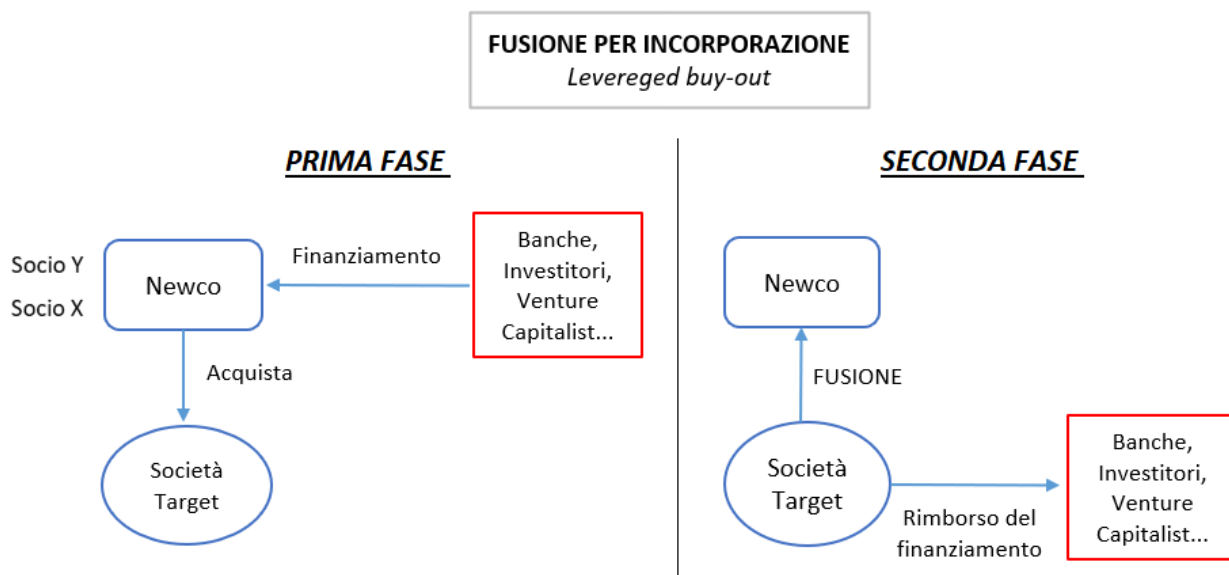 FUSIONE PER INCORPORAZIONE
Levereged buy-out
PRIMA FASE
Socio Y
Socio X
Newco
Finanziamento
Banche,
Investitori,
Venture
Capitalist...
Acquista
Società
Target
SECONDA FASE
Newco
FUSIONE
Società
Target
Rimborso del
finanziamento
Banche,
Investitori,
Venture
Capitalist...